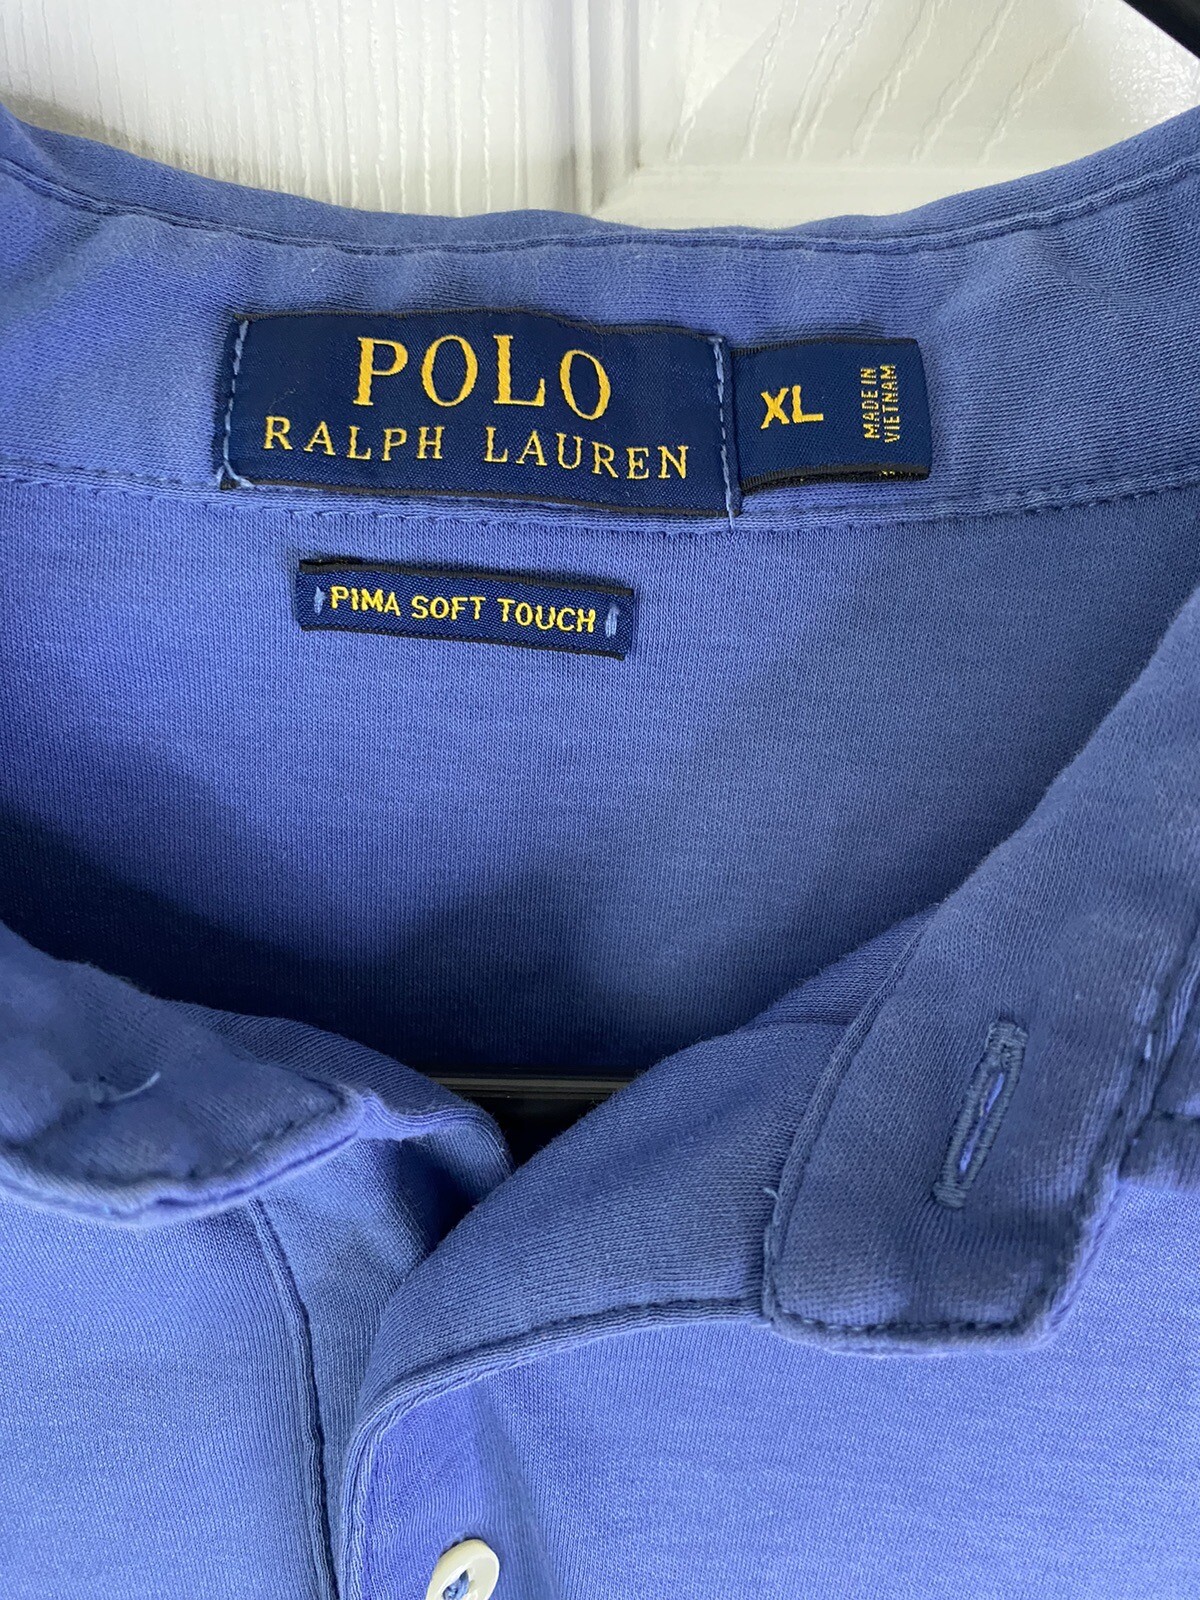 POLO
RALPH LAUREN
XL
MADE IN
VIETNAM
PIMA SOFT TOUCH